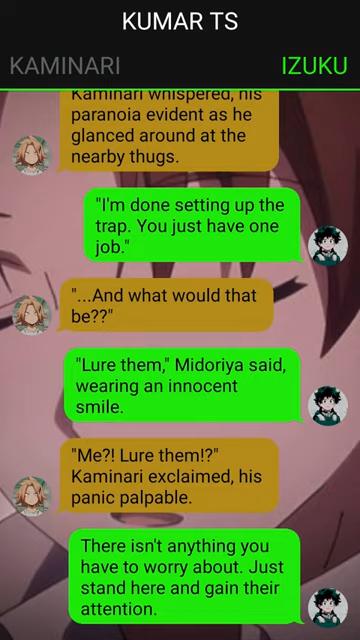 KUMAR TS
KAMINARI
IZUKU
Kaminari whispered, his
paranoia evident as he
glanced around at the
nearby thugs.
"I'm done setting up the
trap. You just have one
job."
"...And what would that
be??"
"Lure them," Midoriya said,
wearing an innocent
smile.
"Me?! Lure them!?"
Kaminari exclaimed, his
panic palpable.
There isn't anything you
have to worry about. Just
stand here and gain their
attention.